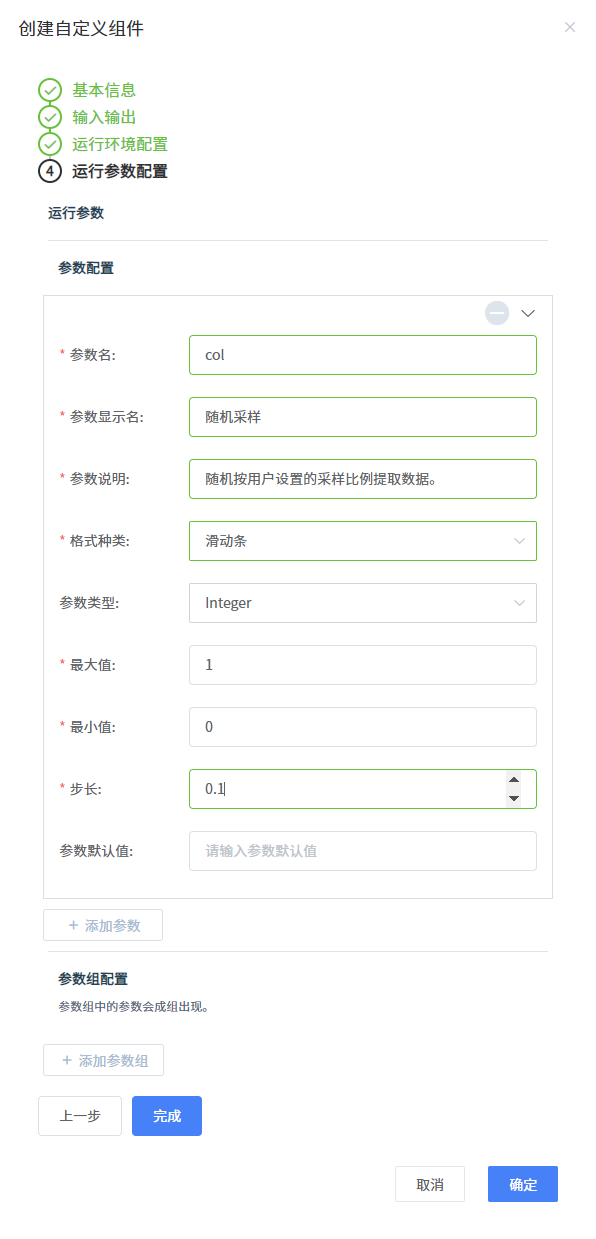 创建自定义组件
基本信息
输入输出
运行环境配置
4 运行参数配置
运行参数
参数配置
* 参数名: col
* 参数显示名: 随机采样
* 参数说明: 随机按用户设置的采样比例提取数据。
* 格式种类: 滑动条
参数类型: Integer
* 最大值: 1
* 最小值: 0
* 步长: 0.1
参数默认值: 请输入参数默认值
+ 添加参数
参数组配置
参数组中的参数会成组出现。
+ 添加参数组
上一步 完成
取消 确定